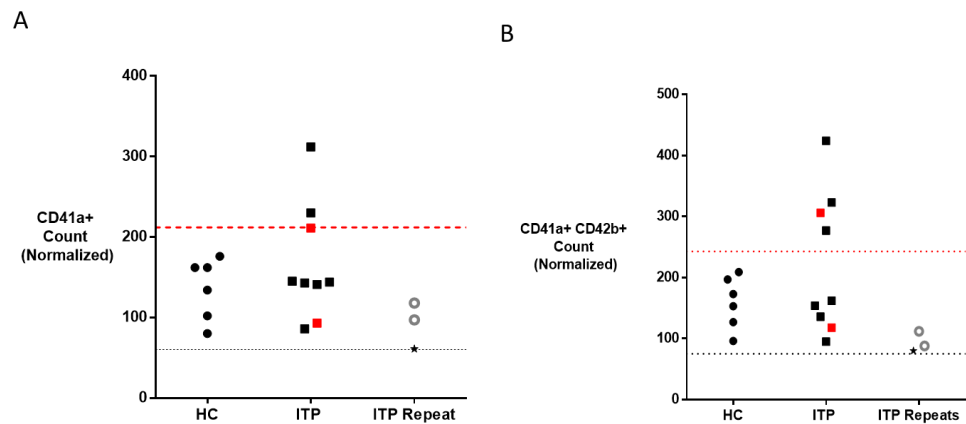 A
B
400
300
200
100
0
CD41a+
Count
(Normalized)
HC
ITP
ITP Repeat
500
400
300
200
100
0
CD41a+ CD42b+
Count
(Normalized)
HC
ITP
ITP Repeats